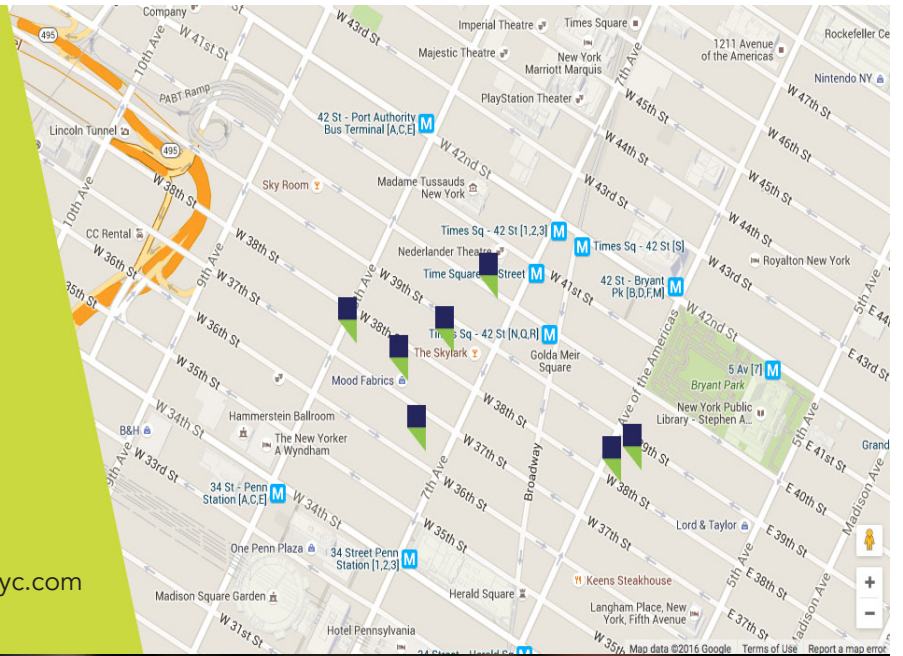 Company
495
10th Ave
W 41st St
PABT Ramp
Lincoln Tunnel
495
W 43rd St
Imperial Theatre
Times Square
Majestic Theatre
New York
Marriott Marquis
PlayStation Theater
7th Ave
1211 Avenue
of the Americas
Rockefeller Ce
Nintendo NY
W 47th St
W 46th St
W 45th St
W 45th St
W 44th St
W 44th St
W 43rd St
W 43rd St
42 St - Port Authority
Bus Terminal [A,C,E]
M
W 42nd St
Sky Room
Madame Tussauds
New York
W 38th St
10th Ave
CC Rental
W 36th St
35th St
9th Ave
W 38th St
W 37th St
W 36th St
W 35th St
Times Sq - 42 St [1,2,3]
M
M
Times Sq - 42 St [S]
Nederlander Theatre
Time Square
Street
M
W 41st St
Royalton New York
42 St - Bryant
Pk [B,D,F,M]
M
W 42nd St
5th Ave
E 44
E 43rd St
W 39th St
W 38th
42 St [N,Q,R]
M
The Skylark
Golda Meir
Square
Mood Fabrics
Ave of the Americas
5 Av [7]
M
Bryant Park
New York Public
Library - Stephen A...
5th Ave
E 41st St
Grand
Hammerstein Ballroom
B&H
W 34th St
The New Yorker
A Wyndham
9th Ave
W 33rd St
34 St - Penn
Station [A,C,E]
M
W 34th St
W 38th St
W 37th St
W 36th St
W 35th St
7th Ave
Broadway
39th St
W 38th St
W 37th St
E 40th St
E 39th St
E 38th St
E 37th St
Madison Ave
Lord & Taylor
5th Ave
One Penn Plaza
34 Street Penn
Station [1,2,3]
M
Keens Steakhouse
Madison Square Garden
Herald Square
Langham Place, New
York, Fifth Avenue
W 31st St
Hotel Pennsylvania
yc.com
+
−
Map data ©2016 Google
Terms of Use
Report a map error